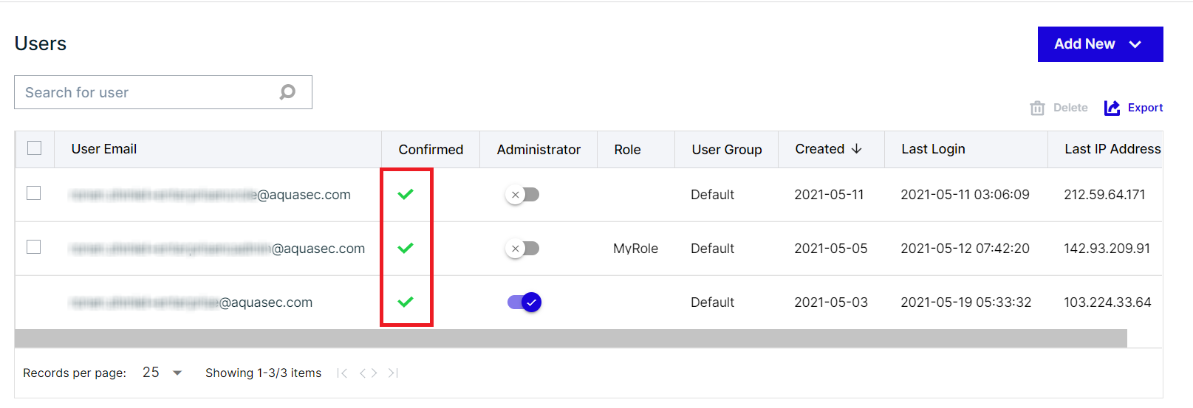 Users
Add New
Search for user
Delete Export
User Email Confirmed Administrator Role User Group Created Last Login Last IP Address
@aquasec.com Default 2021-05-11 2021-05-11 03:06:09 212.59.64.171
@aquasec.com MyRole Default 2021-05-05 2021-05-12 07:42:20 142.93.209.91
@aquasec.com Default 2021-05-03 2021-05-19 05:33:32 103.224.33.64
Records per page: 25 Showing 1-3/3 items